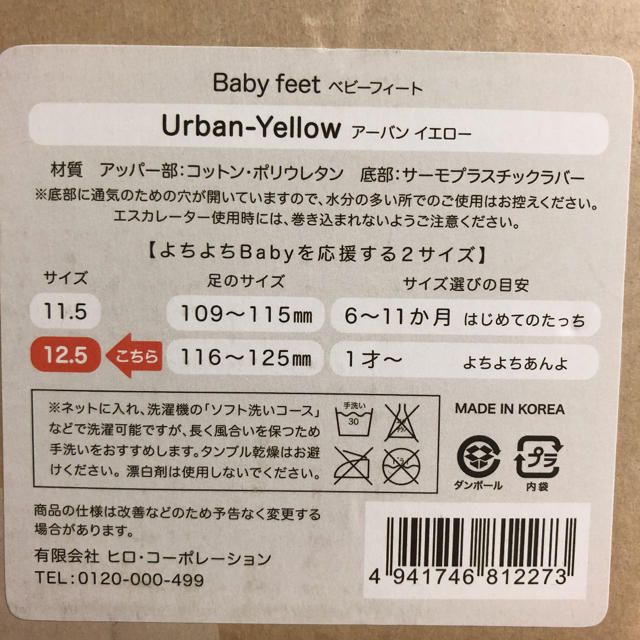 Baby feet ベビーフィート
Urban-Yellow アーバン イエロー
材質 アッパー部：コットン・ポリウレタン 底部：サーモプラスチックラバー
※底部に通気のための穴が開いていますので、水分の多い所でのご使用はお控えください。
エスカレーター使用時には、巻き込まれないようご注意ください。
【よちよちBabyを応援する2サイズ】
サイズ 足のサイズ サイズ選びの目安
11.5 109〜115㎜ 6〜11か月 はじめてのたっち
12.5 こちら 116〜125㎜ 1才〜 よちよちあんよ
※ネットに入れ、洗濯機の「ソフト洗いコース」
などで洗濯可能ですが、長く風合いを保つため
手洗いをおすすめします。タンブル乾燥はお避
けください。漂白剤は使用しないでください。
手洗い
30
MADE IN KOREA
ダンボール
プラ
内袋
商品の仕様は改善などのため予告なく変更する
場合があります。
有限会社 ヒロ・コーポレーション
TEL：0120-000-499
4 941746 812273